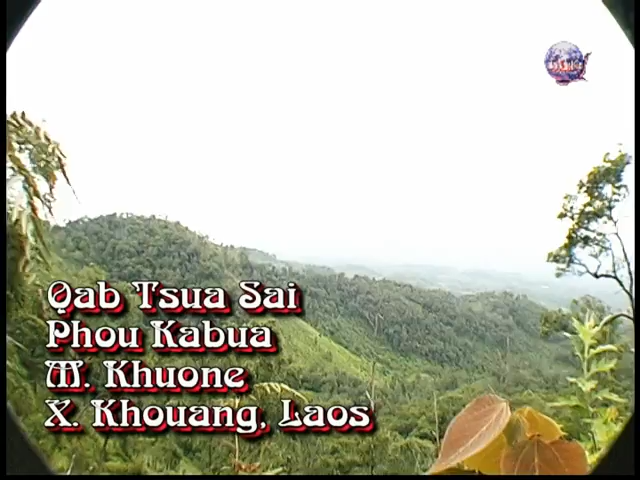 Qab Tsua Sai
Phou Kabua
M. Khuone
X. Khouang, Laos